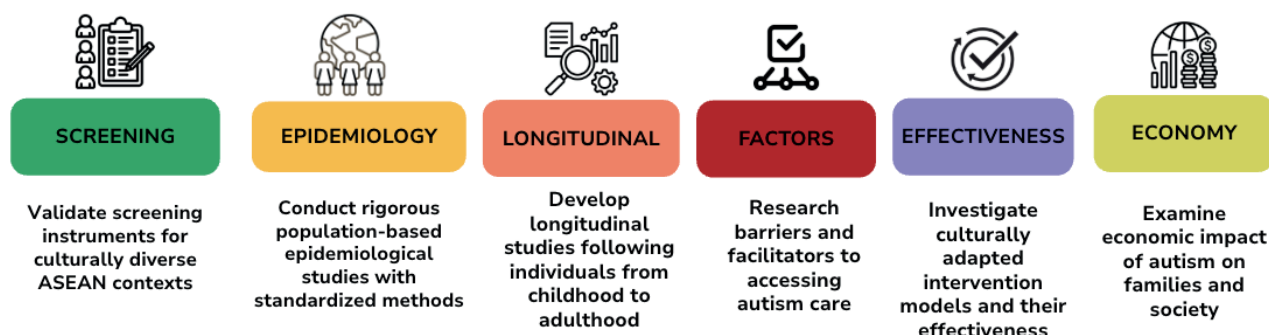 SCREENING
Validate screening
instruments for
culturally diverse
ASEAN contexts
EPIDEMIOLOGY
Conduct rigorous
population-based
epidemiological
studies with
standardized methods
LONGITUDINAL
Develop
longitudinal
studies following
individuals from
childhood to
adulthood
FACTORS
Research
barriers and
facilitators to
accessing
autism care
EFFECTIVENESS
Investigate
culturally
adapted
intervention
models and their
effectiveness
ECONOMY
Examine
economic impact
of autism on
families and
society